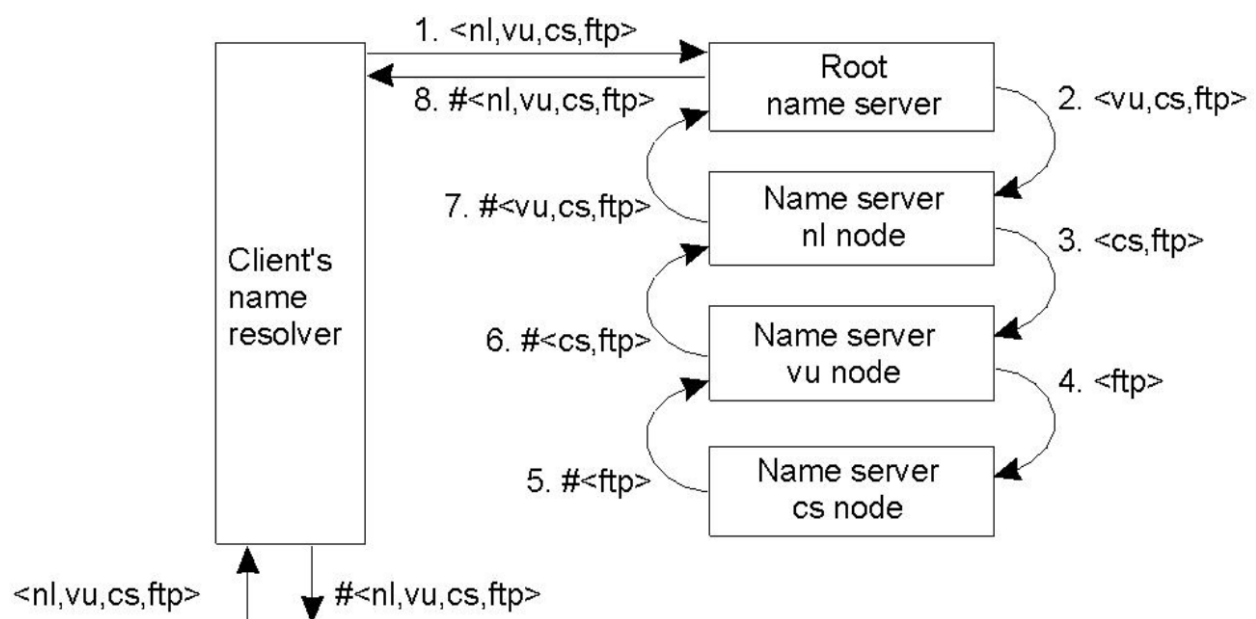 1. <nl,vu,cs,ftp>
Root
name server
8. #<nl,vu,cs,ftp>
2. <vu,cs,ftp>
Name server
nl node
7. #<vu,cs,ftp>
3. <cs,ftp>
Client's
name
resolver
Name server
vu node
6. #<cs,ftp>
4. <ftp>
Name server
cs node
5. #<ftp>
<nl,vu,cs,ftp>
#<nl,vu,cs,ftp>